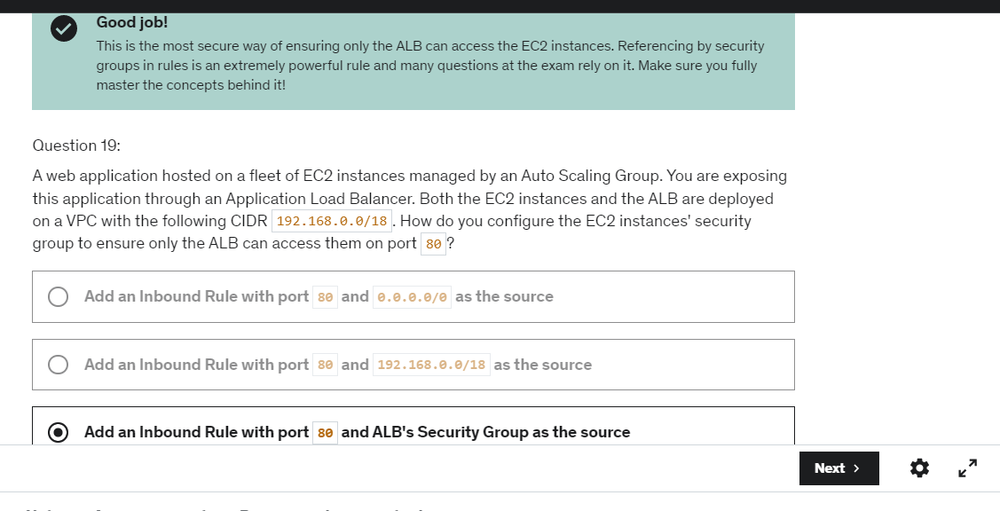 Good job!
This is the most secure way of ensuring only the ALB can access the EC2 instances. Referencing by security
groups in rules is an extremely powerful rule and many questions at the exam rely on it. Make sure you fully
master the concepts behind it!
Question 19:
A web application hosted on a fleet of EC2 instances managed by an Auto Scaling Group. You are exposing
this application through an Application Load Balancer. Both the EC2 instances and the ALB are deployed
on a VPC with the following CIDR 192.168.0.0/18. How do you configure the EC2 instances' security
group to ensure only the ALB can access them on port 80?
Add an Inbound Rule with port 80 and 0.0.0.0/0 as the source
Add an Inbound Rule with port 80 and 192.168.0.0/18 as the source
Add an Inbound Rule with port 80 and ALB's Security Group as the source
Next